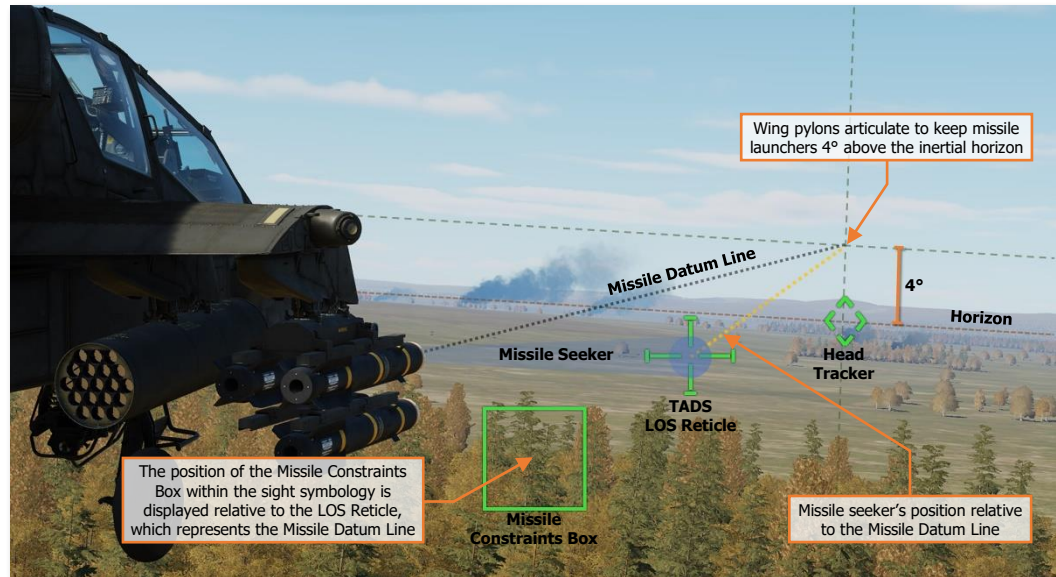 Wing pylons articulate to keep missile
launchers 4° above the inertial horizon
Missile Datum Line
4°
Horizon
Missile Seeker
Head
Tracker
TADS
LOS Reticle
The position of the Missile Constraints
Box within the sight symbology is
displayed relative to the LOS Reticle,
which represents the Missile Datum Line
Missile
Constraints Box
Missile seeker's position relative
to the Missile Datum Line